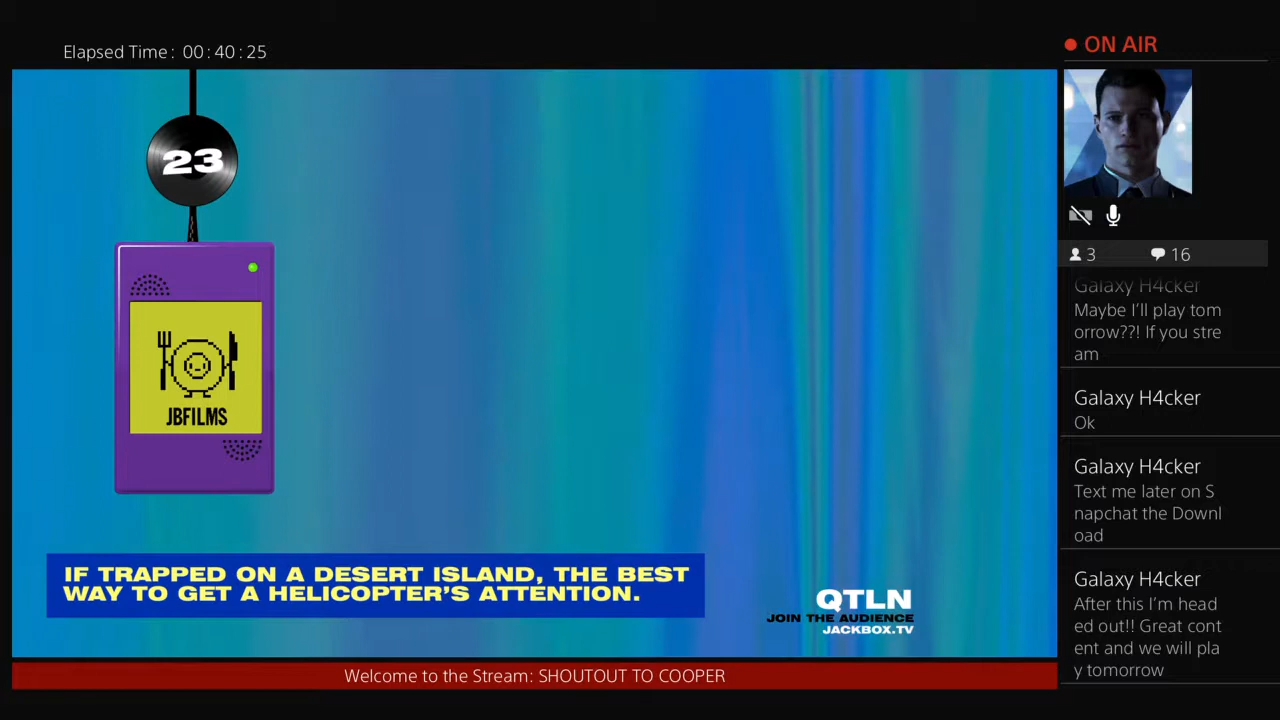 Elapsed Time: 00:40:25
ON AIR
23
JBFILMS
IF TRAPPED ON A DESERT ISLAND, THE BEST
WAY TO GET A HELICOPTER'S ATTENTION.
QTLN
JOIN THE AUDIENCE
JACKBOX.TV
Welcome to the Stream: SHOUTOUT TO COOPER
3 16
Galaxy H4cker
Maybe I'll play tom
orrow??! If you stre
am
Galaxy H4cker
Ok
Galaxy H4cker
Text me later on S
napchat the Downl
oad
Galaxy H4cker
After this I'm head
ed out!! Great cont
ent and we will pla
y tomorrow